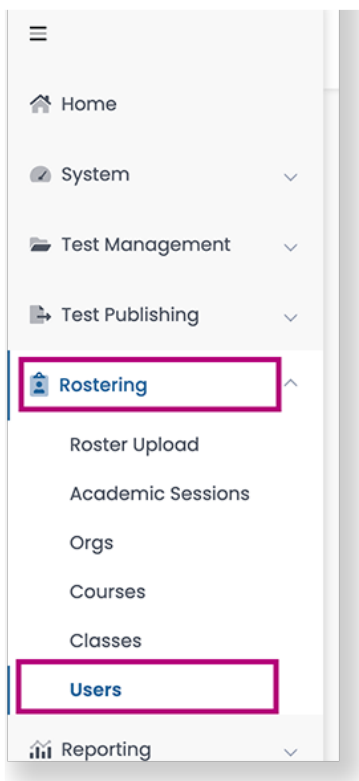 Home
System
Test Management
Test Publishing
Rostering
Roster Upload
Academic Sessions
Orgs
Courses
Classes
Users
Reporting